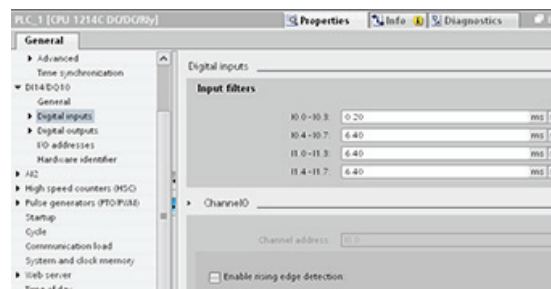 PLC_1 [CPU 1214C DC/DC/Rly]
Properties
Info
Diagnostics
General
Advanced
Time synchronization
DI14/DQ10
General
Digital inputs
Digital outputs
I/O addresses
Hardware identifier
AI2
High speed counters (HSC)
Pulse generators (PTO/PWM)
Startup
Cycle
Communication load
System and clock memory
Web server
Time of day
Digital inputs
Input filters
I0.0-I0.3: 0.20 ms
I0.4-I0.7: 6.40 ms
I1.0-I1.3: 6.40 ms
I1.4-I1.7: 6.40 ms
Channel0
Channel address: I0.0
Enable rising edge detection: